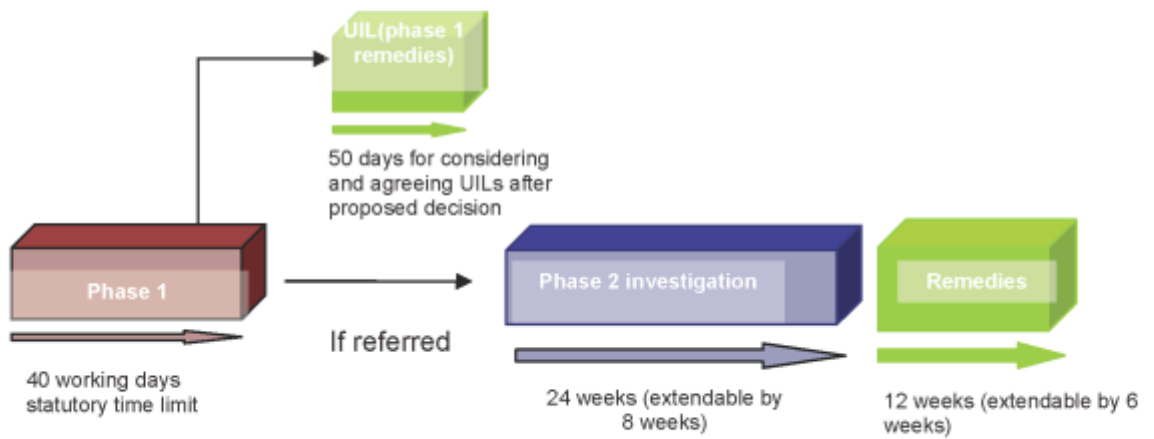 UIL(phase 1
remedies)
50 days for considering
and agreeing UILs after
proposed decision
Phase 1
If referred
40 working days
statutory time limit
Phase 2 investigation
24 weeks (extendable by
8 weeks)
Remedies
12 weeks (extendable by 6
weeks)